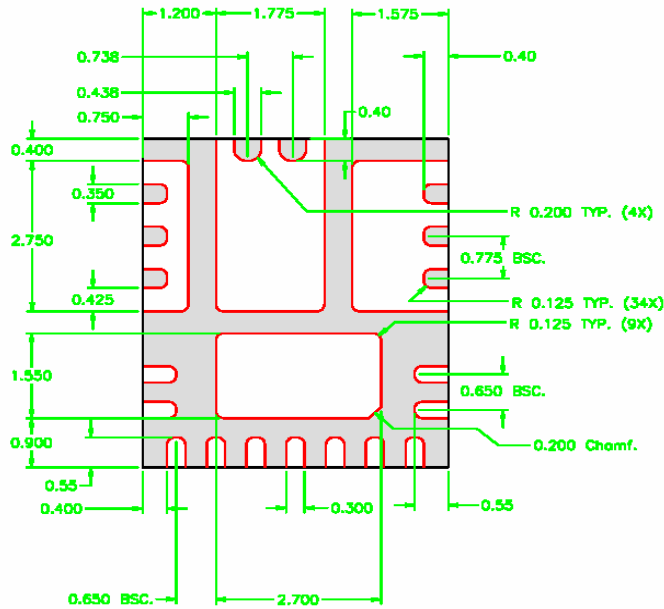 1.200
1.775
1.575
0.738
0.40
0.438
0.750
0.40
0.400
0.350
2.750
R 0.200 TYP. (4X)
0.775 BSC.
0.425
R 0.125 TYP. (34X)
R 0.125 TYP. (9X)
1.550
0.650 BSC.
0.900
0.200 Chamf.
0.55
0.400
0.300
0.55
0.650 BSC.
2.700